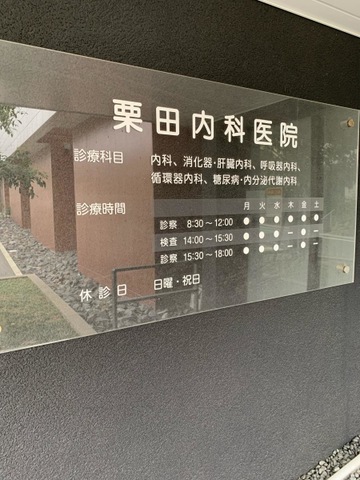 栗田内科医院
診療科目 内科、消化器・肝臓内科、呼吸器内科、
循環器内科、糖尿病・内分泌代謝内科
診療時間 月 火 水 木 金 土
診察 8:30～12:00 ● ● ● ● ● ●
検査 14:00～15:30 ● ● ● − ● −
診察 15:30～18:00 ● ● ● − ● −
休診日 日曜・祝日